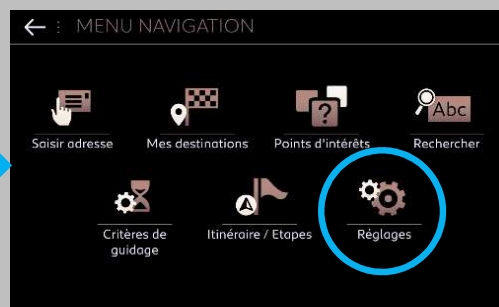 MENU NAVIGATION
?
Abc
Saisir adresse
Mes destinations
Points d'intérêts
Rechercher
Critères de
guidage
Itinéraire / Etapes
Réglages